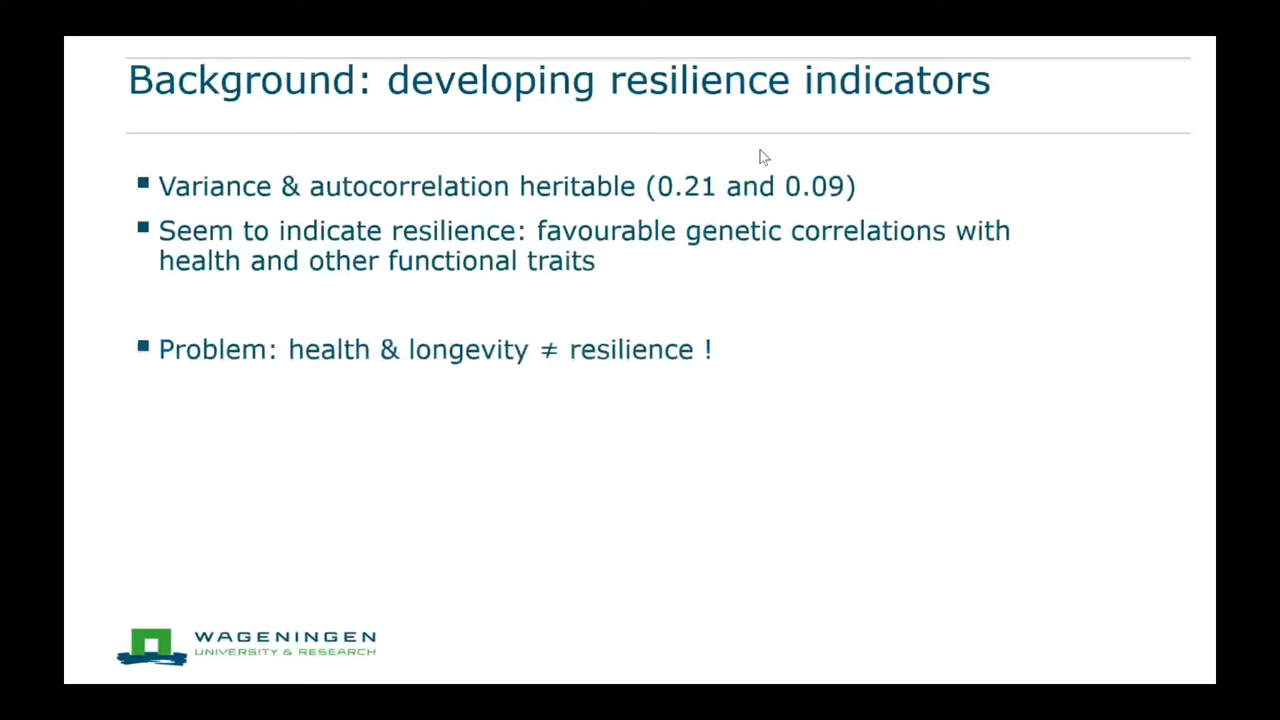 Background: developing resilience indicators
▪ Variance & autocorrelation heritable (0.21 and 0.09)
▪ Seem to indicate resilience: favourable genetic correlations with
health and other functional traits
▪ Problem: health & longevity ≠ resilience !
WAGENINGEN
UNIVERSITY & RESEARCH